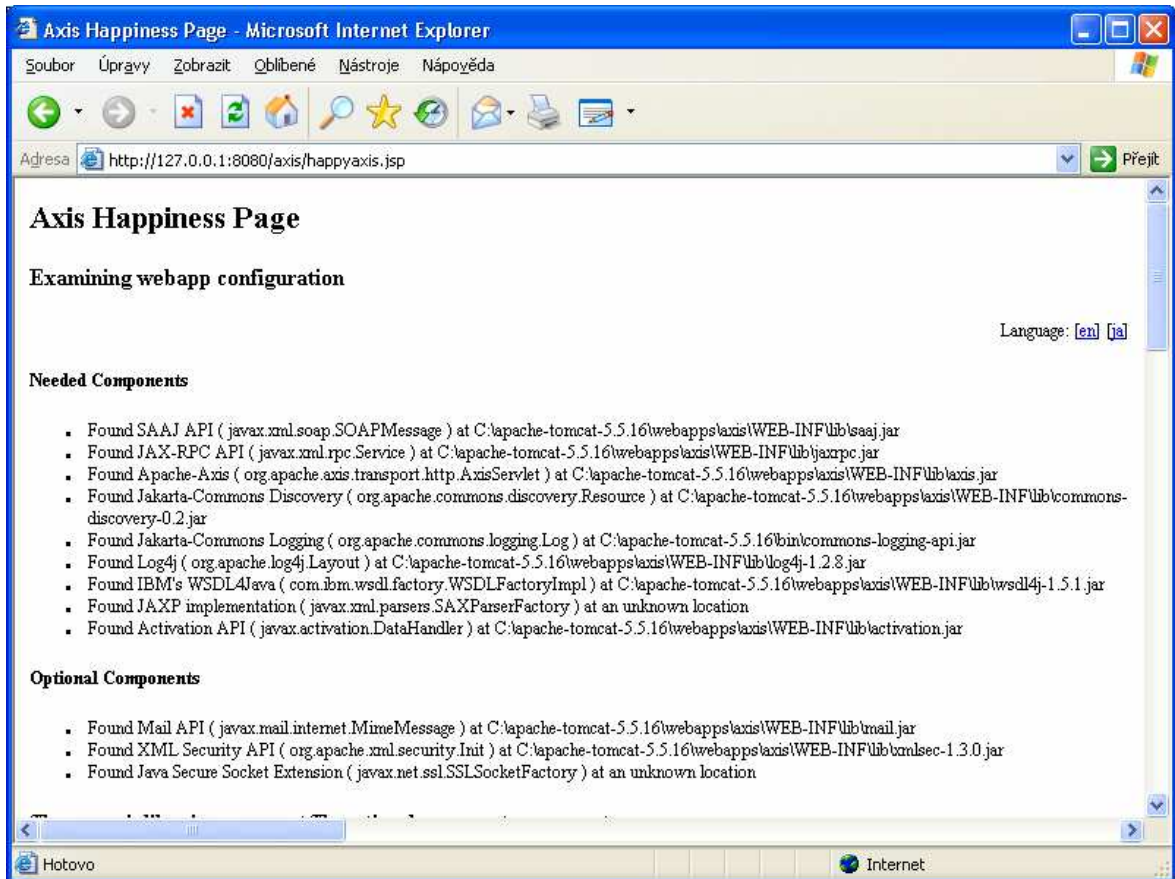 Axis Happiness Page - Microsoft Internet Explorer
Soubor Úpravy Zobrazit Oblíbené Nástroje Nápověda
Adresa http://127.0.0.1:8080/axis/happyaxis.jsp Přejít
Axis Happiness Page
Examining webapp configuration
Language: [en] [ja]
Needed Components
Found SAAJ API ( javax.xml.soap.SOAPMessage ) at C:\apache-tomcat-5.5.16\webapps\axis\WEB-INF\lib\saaj.jar
Found JAX-RPC API ( javax.xml.rpc.Service ) at C:\apache-tomcat-5.5.16\webapps\axis\WEB-INF\lib\jaxrpc.jar
Found Apache-Axis ( org.apache.axis.transport.http.AxisServlet ) at C:\apache-tomcat-5.5.16\webapps\axis\WEB-INF\lib\axis.jar
Found Jakarta-Commons Discovery ( org.apache.commons.discovery.Resource ) at C:\apache-tomcat-5.5.16\webapps\axis\WEB-INF\lib\commons-
discovery-0.2.jar
Found Jakarta-Commons Logging ( org.apache.commons.logging.Log ) at C:\apache-tomcat-5.5.16\bin\commons-logging-api.jar
Found Log4j ( org.apache.log4j.Layout ) at C:\apache-tomcat-5.5.16\webapps\axis\WEB-INF\lib\log4j-1.2.8.jar
Found IBM's WSDL4Java ( com.ibm.wsdl.factory.WSDLFactoryImpl ) at C:\apache-tomcat-5.5.16\webapps\axis\WEB-INF\lib\wsdl4j-1.5.1.jar
Found JAXP implementation ( javax.xml.parsers.SAXParserFactory ) at an unknown location
Found Activation API ( javax.activation.DataHandler ) at C:\apache-tomcat-5.5.16\webapps\axis\WEB-INF\lib\activation.jar
Optional Components
Found Mail API ( javax.mail.internet.MimeMessage ) at C:\apache-tomcat-5.5.16\webapps\axis\WEB-INF\lib\mail.jar
Found XML Security API ( org.apache.xml.security.Init ) at C:\apache-tomcat-5.5.16\webapps\axis\WEB-INF\lib\xmlsec-1.3.0.jar
Found Java Secure Socket Extension ( javax.net.ssl.SSLSocketFactory ) at an unknown location
Hotovo Internet